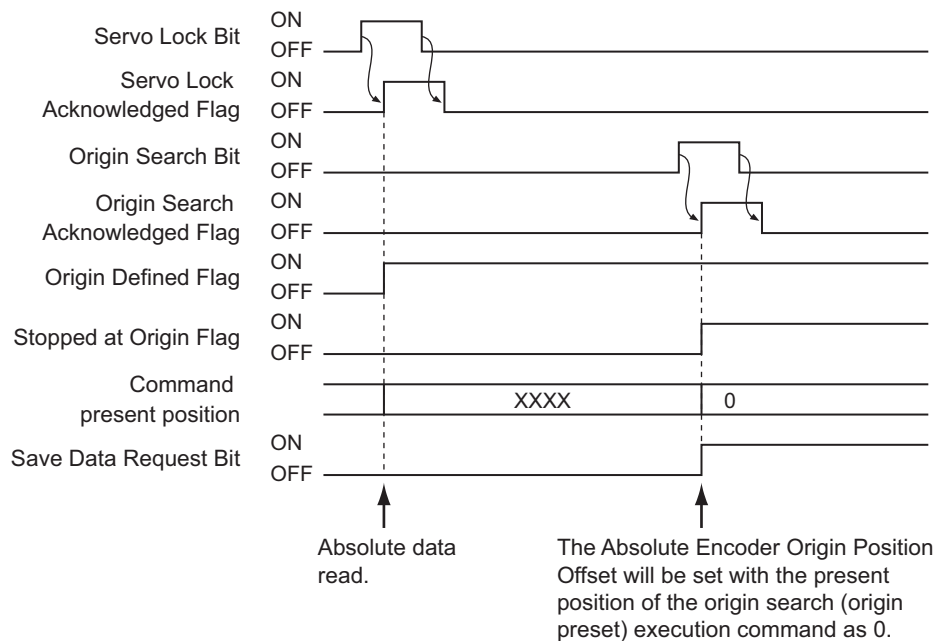 ON
Servo Lock Bit
OFF
Servo Lock
ON
Acknowledged Flag
OFF
ON
Origin Search Bit
OFF
Origin Search
ON
Acknowledged Flag
OFF
ON
Origin Defined Flag
OFF
ON
Stopped at Origin Flag
OFF
Command
present position
XXXX
0
ON
Save Data Request Bit
OFF
Absolute data
read.
The Absolute Encoder Origin Position
Offset will be set with the present
position of the origin search (origin
preset) execution command as 0.